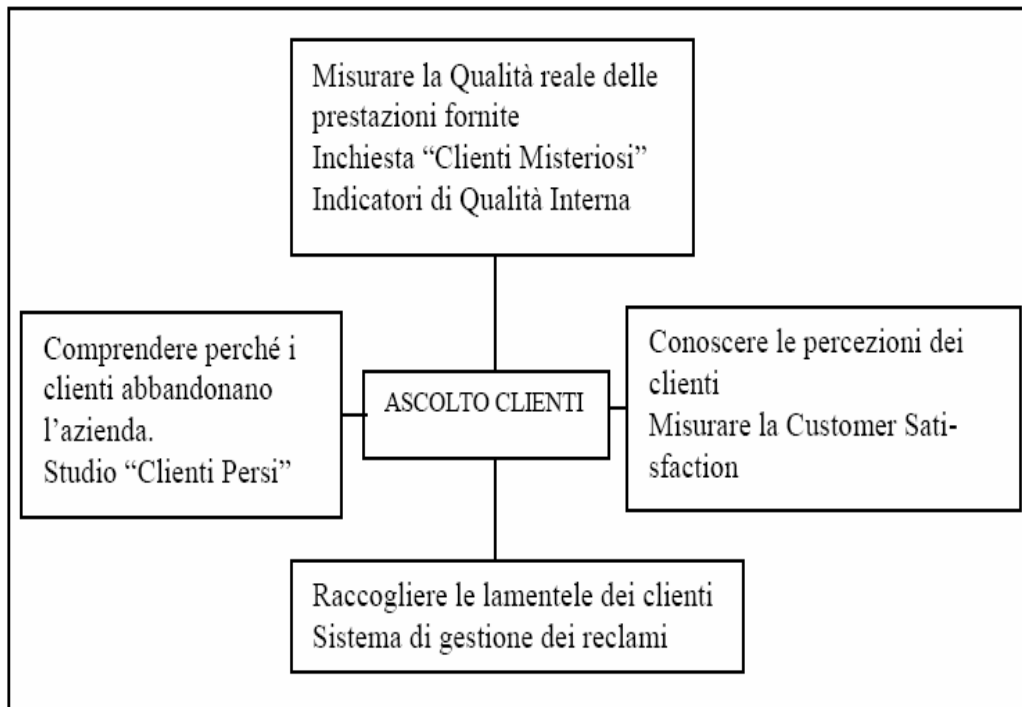 Misurare la Qualità reale delle
prestazioni fornite
Inchiesta “Clienti Misteriosi”
Indicatori di Qualità Interna
Comprendere perché i
clienti abbandonano
l’azienda.
Studio “Clienti Persi”
ASCOLTO CLIENTI
Conoscere le percezioni dei
clienti
Misurare la Customer Sati-
sfaction
Raccogliere le lamentele dei clienti
Sistema di gestione dei reclami